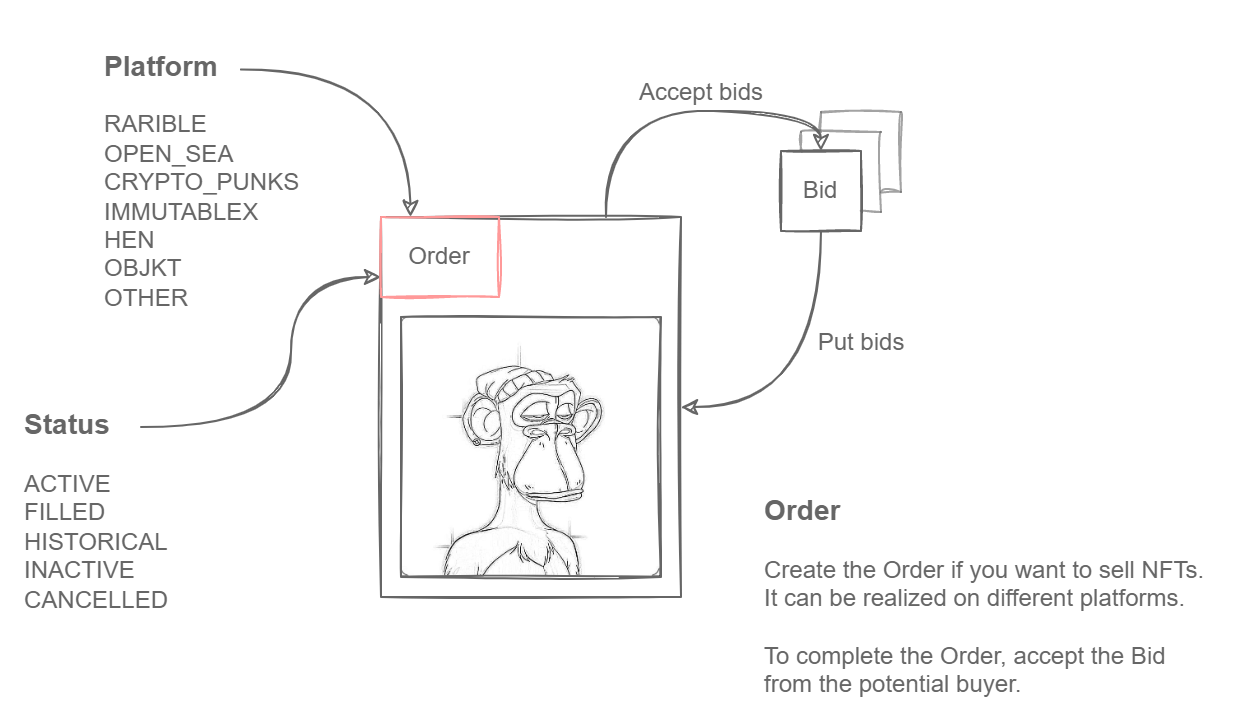 Platform
RARIBLE
OPEN_SEA
CRYPTO_PUNKS
IMMUTABLEX
HEN
OBJKT
OTHER
Status
ACTIVE
FILLED
HISTORICAL
INACTIVE
CANCELLED
Order
Accept bids
Bid
Put bids
Order
Create the Order if you want to sell NFTs.
It can be realized on different platforms.
To complete the Order, accept the Bid
from the potential buyer.